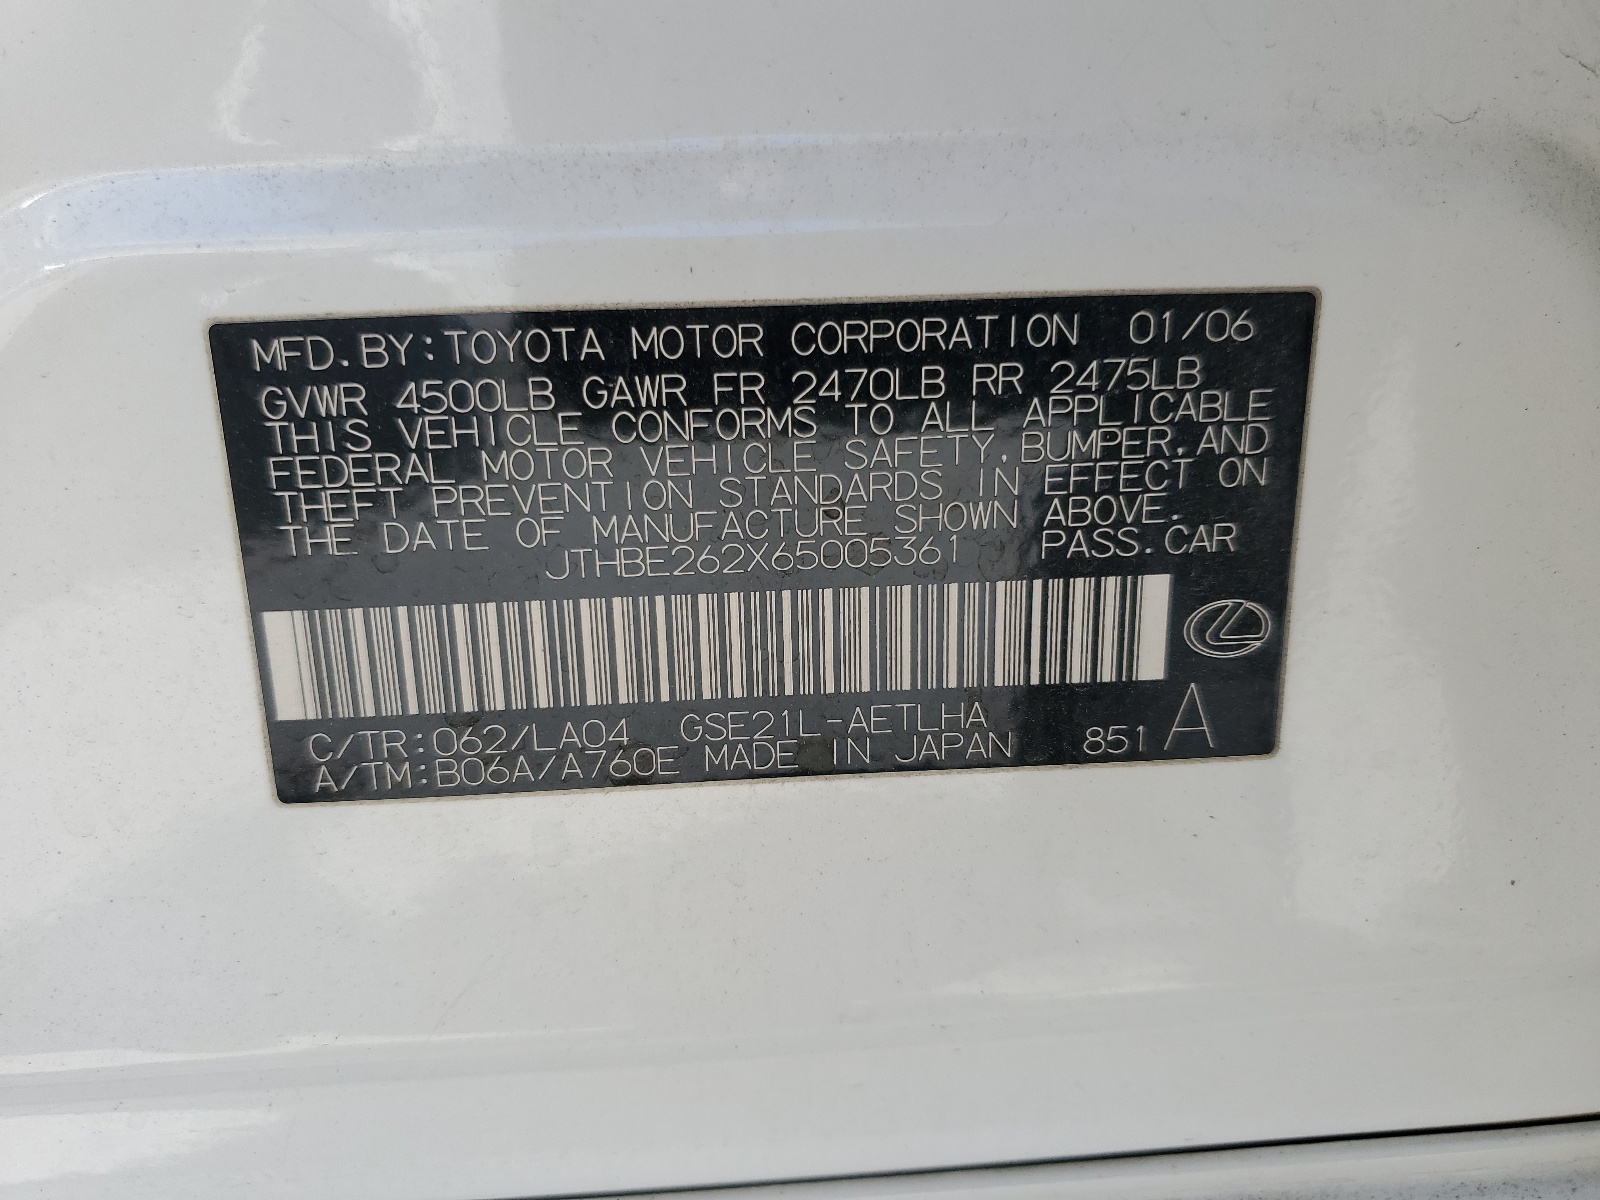 MFD. BY: TOYOTA MOTOR CORPORATION 01/06
GVWR 4500LB GAWR FR 2470LB RR 2475LB
THIS VEHICLE CONFORMS TO ALL APPLICABLE
FEDERAL MOTOR VEHICLE SAFETY, BUMPER, AND
THEFT PREVENTION STANDARDS IN EFFECT ON
THE DATE OF MANUFACTURE SHOWN ABOVE.
JTHBE262X65005361 PASS. CAR
C/TR: 062/LA04 GSE21L-AETLHA
A/TM: B06A/A760E MADE IN JAPAN 851 A